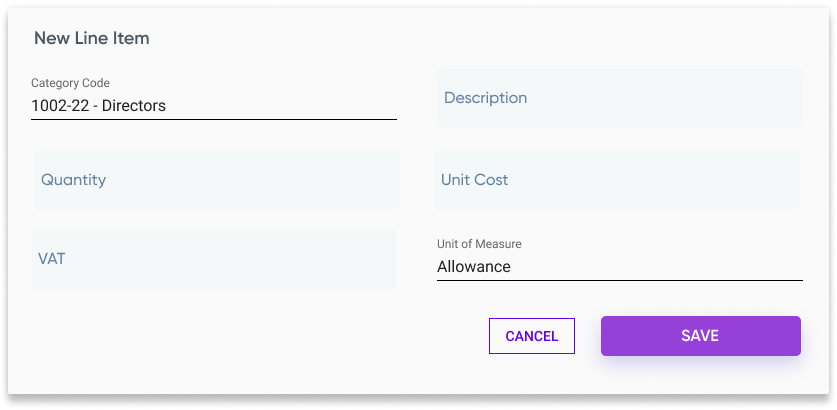 New Line Item
Category Code
1002-22 - Directors
Description
Quantity
Unit Cost
VAT
Unit of Measure
Allowance
CANCEL
SAVE